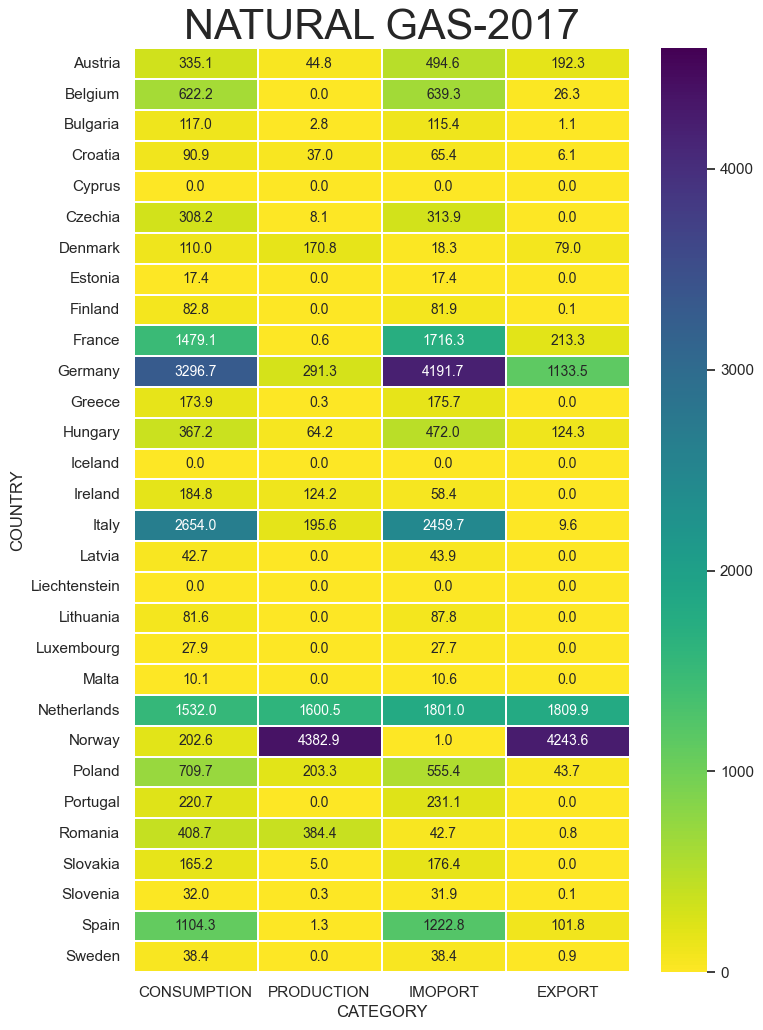 NATURAL GAS-2017
Austria 335.1 44.8 494.6 192.3
Belgium 622.2 0.0 639.3 26.3
Bulgaria 117.0 2.8 115.4 1.1
Croatia 90.9 37.0 65.4 6.1
Cyprus 0.0 0.0 0.0 0.0
Czechia 308.2 8.1 313.9 0.0
Denmark 110.0 170.8 18.3 79.0
Estonia 17.4 0.0 17.4 0.0
Finland 82.8 0.0 81.9 0.1
France 1479.1 0.6 1716.3 213.3
Germany 3296.7 291.3 4191.7 1133.5
Greece 173.9 0.3 175.7 0.0
Hungary 367.2 64.2 472.0 124.3
Iceland 0.0 0.0 0.0 0.0
Ireland 184.8 124.2 58.4 0.0
Italy 2654.0 195.6 2459.7 9.6
Latvia 42.7 0.0 43.9 0.0
Liechtenstein 0.0 0.0 0.0 0.0
Lithuania 81.6 0.0 87.8 0.0
Luxembourg 27.9 0.0 27.7 0.0
Malta 10.1 0.0 10.6 0.0
Netherlands 1532.0 1600.5 1801.0 1809.9
Norway 202.6 4382.9 1.0 4243.6
Poland 709.7 203.3 555.4 43.7
Portugal 220.7 0.0 231.1 0.0
Romania 408.7 384.4 42.7 0.8
Slovakia 165.2 5.0 176.4 0.0
Slovenia 32.0 0.3 31.9 0.1
Spain 1104.3 1.3 1222.8 101.8
Sweden 38.4 0.0 38.4 0.9
CONSUMPTION PRODUCTION IMOPORT EXPORT
CATEGORY
COUNTRY
4000
3000
2000
1000
0